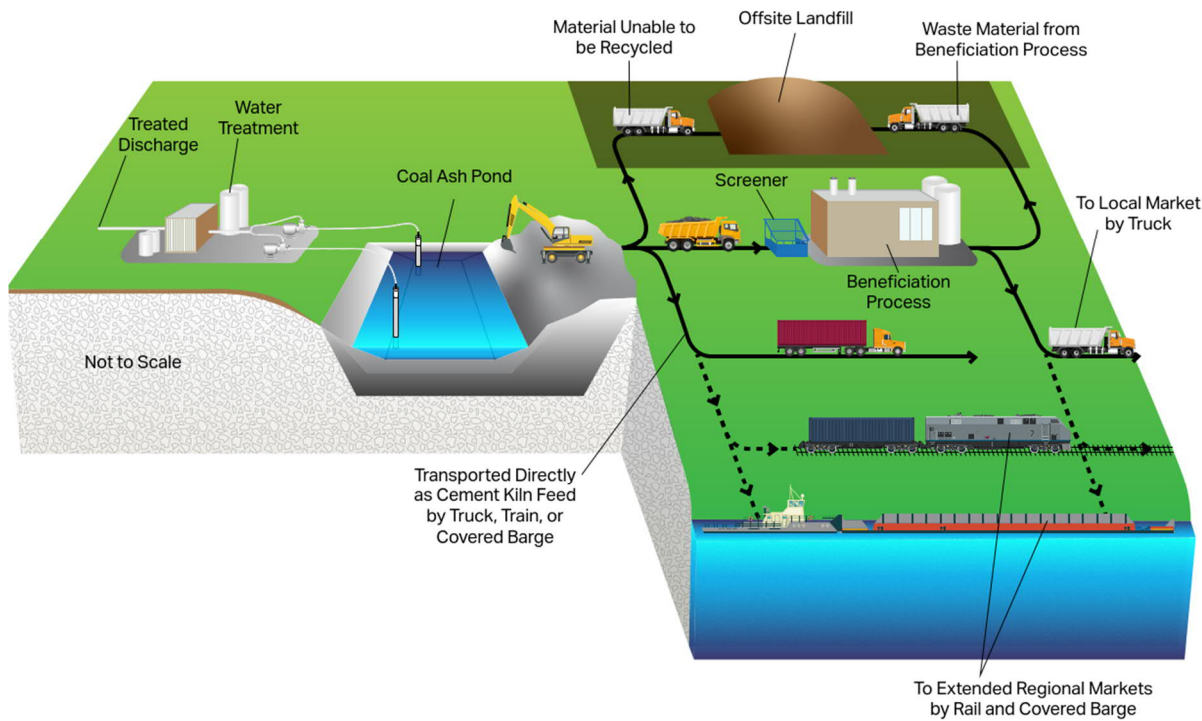 Material Unable to
be Recycled
Offsite Landfill
Waste Material from
Beneficiation Process
Water
Treatment
Treated
Discharge
Coal Ash Pond
Screener
To Local Market
by Truck
Beneficiation
Process
Not to Scale
Transported Directly
as Cement Kiln Feed
by Truck, Train, or
Covered Barge
To Extended Regional Markets
by Rail and Covered Barge